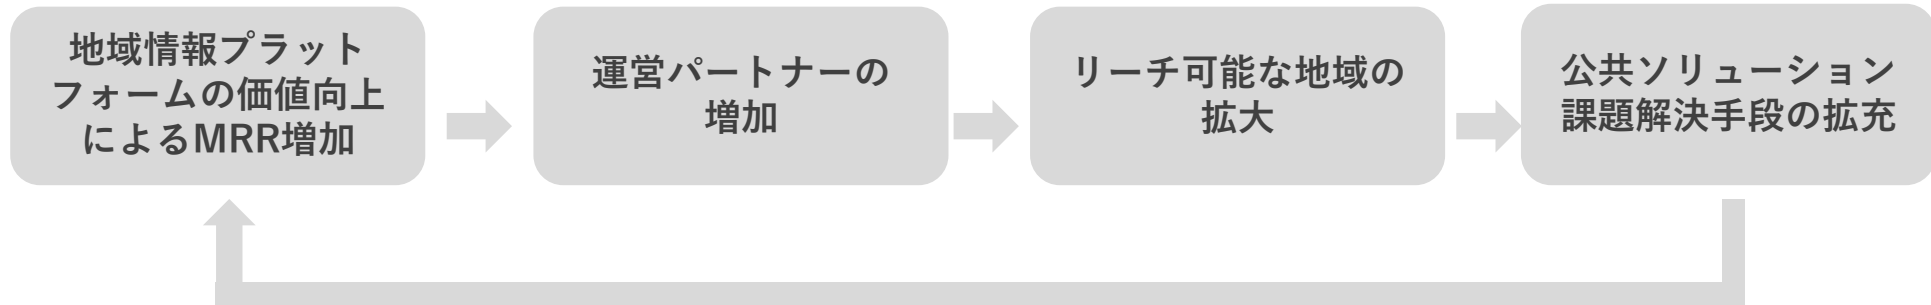 地域情報プラット
フォームの価値向上
によるMRR増加
運営パートナーの
増加
リーチ可能な地域の
拡大
公共ソリューション
課題解決手段の拡充